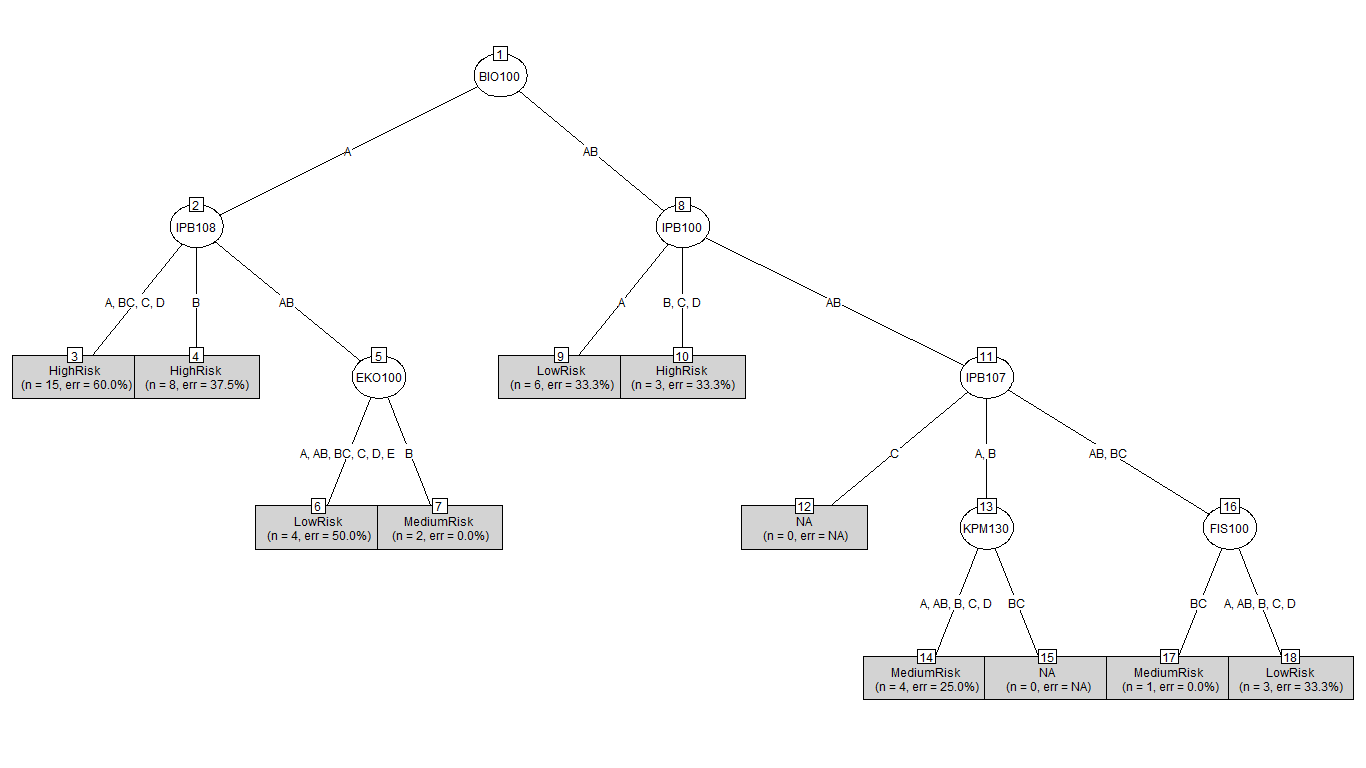 1
BIO100
A
AB
2
IPB108
8
IPB100
A, BC, C, D
B
AB
A
B, C, D
AB
3
HighRisk
(n = 15, err = 60.0%)
4
HighRisk
(n = 8, err = 37.5%)
5
EKO100
9
LowRisk
(n = 6, err = 33.3%)
10
HighRisk
(n = 3, err = 33.3%)
11
IPB107
A, AB, BC, C, D, E
B
C
A, B
AB, BC
6
LowRisk
(n = 4, err = 50.0%)
7
MediumRisk
(n = 2, err = 0.0%)
12
NA
(n = 0, err = NA)
13
KPM130
16
FIS100
A, AB, B, C, D
BC
BC
A, AB, B, C, D
14
MediumRisk
(n = 4, err = 25.0%)
15
NA
(n = 0, err = NA)
17
MediumRisk
(n = 1, err = 0.0%)
18
LowRisk
(n = 3, err = 33.3%)